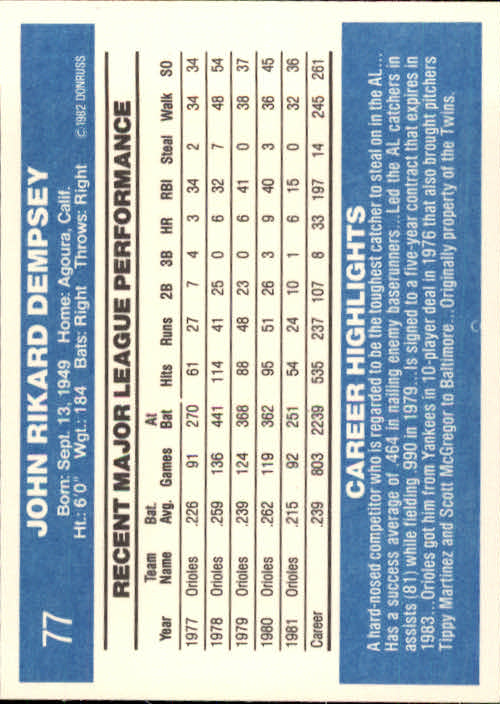 77
JOHN RIKARD DEMPSEY
Born: Sept. 13, 1949 Home: Agoura, Calif.
Ht.: 6'0" Wgt.: 184 Bats: Right Throws: Right
©1982 DONRUSS
RECENT MAJOR LEAGUE PERFORMANCE
Year Team Name Bat. Avg. Games At Bat Hits Runs 2B 3B HR RBI Steal Walk SO
1977 Orioles .226 91 270 61 27 7 4 3 34 2 34 34
1978 Orioles .259 136 441 114 41 25 0 6 32 7 48 54
1979 Orioles .239 124 368 88 48 23 0 6 41 0 38 37
1980 Orioles .262 119 362 95 51 26 3 9 40 3 36 45
1981 Orioles .215 92 251 54 24 10 1 6 15 0 32 36
Career .239 803 2239 535 237 107 8 33 197 14 245 261
CAREER HIGHLIGHTS
A hard-nosed competitor who is regarded to be the toughest catcher to steal on in the AL...
Has a success average of .464 in nailing enemy baserunners...Led the AL catchers in
assists (81) while fielding .990 in 1979...Is signed to a five-year contract that expires in
1983...Orioles got him from Yankees in 10-player deal in 1976 that also brought pitchers
Tippy Martinez and Scott McGregor to Baltimore...Originally property of the Twins.